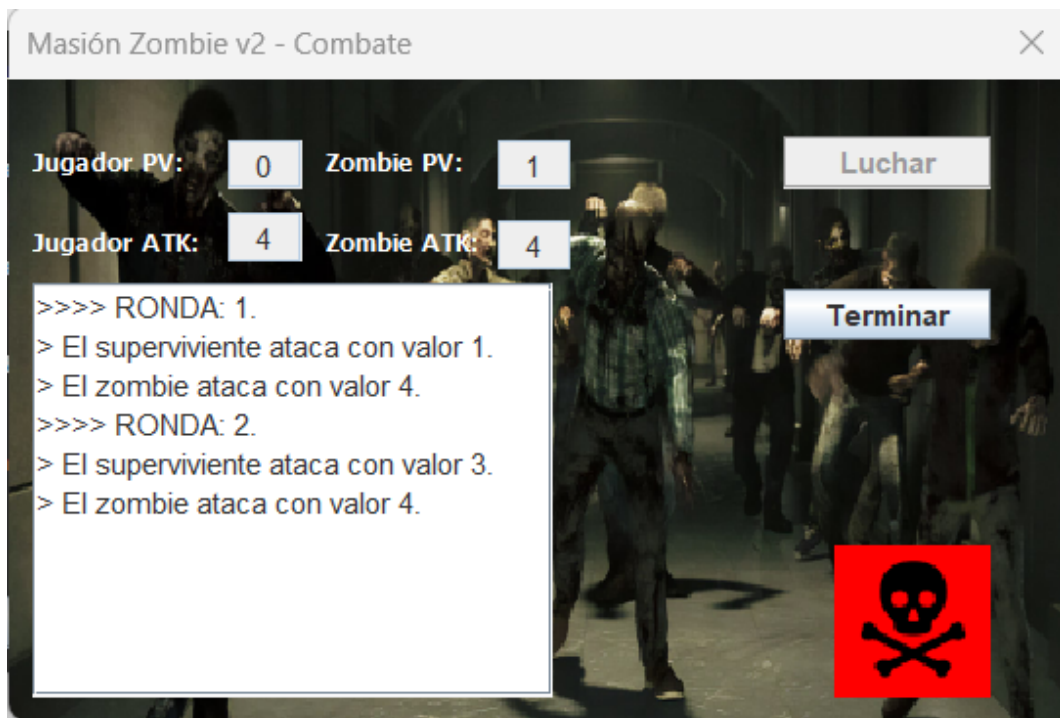 Masión Zombie v2 - Combate
Jugador PV: 0 Zombie PV: 1 Luchar
Jugador ATK: 4 Zombie ATK: 4
>>>> RONDA: 1.
> El superviviente ataca con valor 1.
> El zombie ataca con valor 4.
>>>> RONDA: 2.
> El superviviente ataca con valor 3.
> El zombie ataca con valor 4.
Terminar